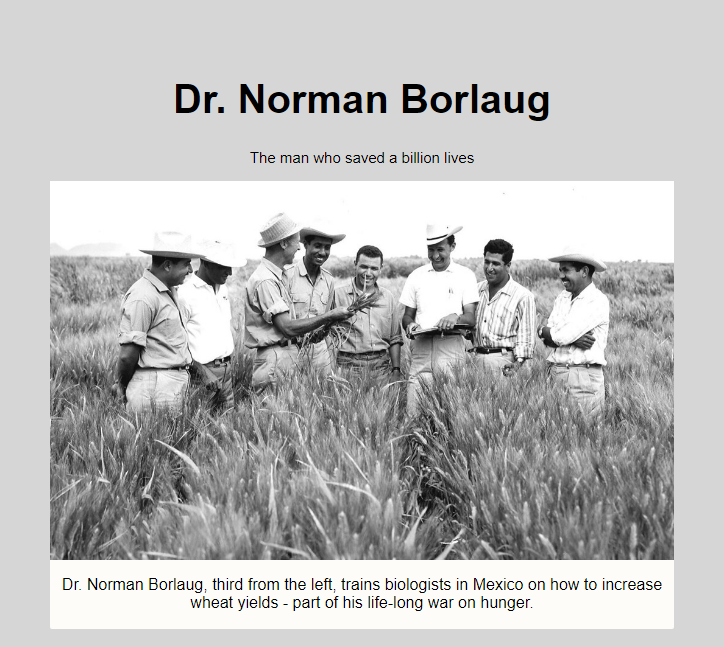 Dr. Norman Borlaug
The man who saved a billion lives
Dr. Norman Borlaug, third from the left, trains biologists in Mexico on how to increase
wheat yields - part of his life-long war on hunger.